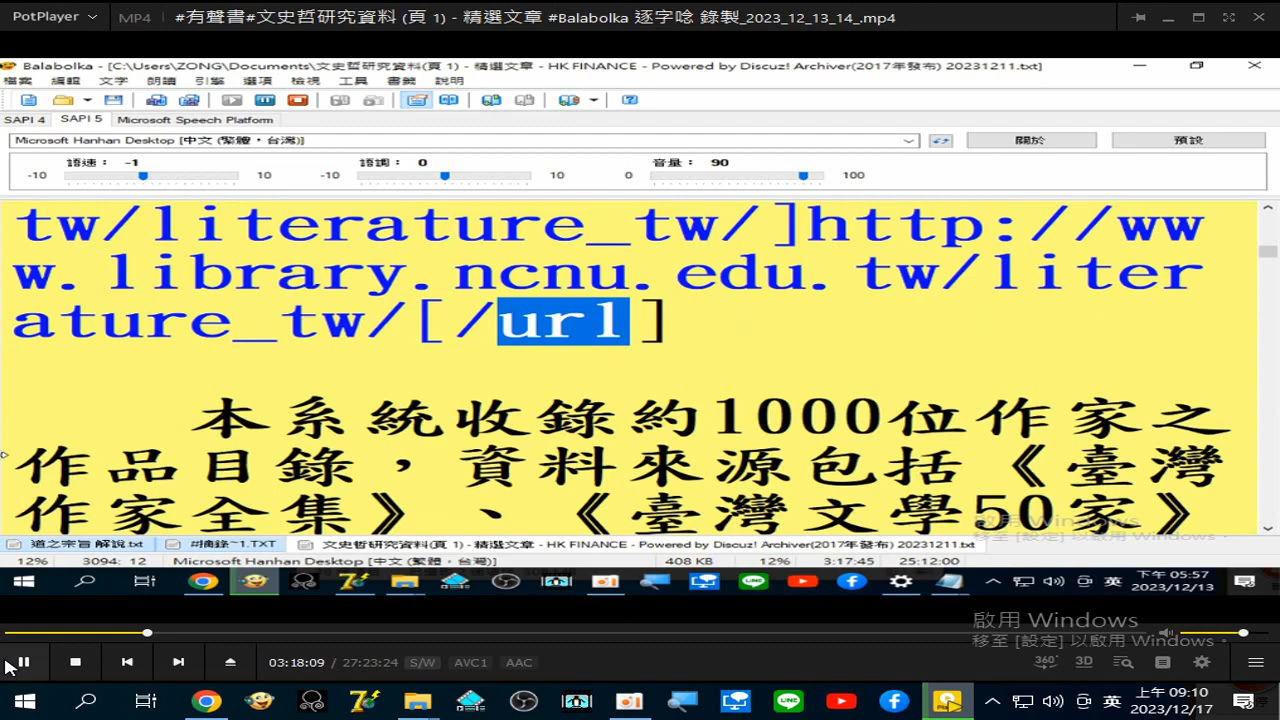 PotPlayer MP4 #有聲書#文史哲研究資料 (頁 1) - 精選文章 #Balabolka 逐字唸 錄製_2023_12_13_14_.mp4
Balabolka - [C:\Users\ZONG\Documents\文史哲研究資料(頁 1) - 精選文章 - HK FINANCE - Powered by Discuz! Archiver(2017年發布) 20231211.txt]
檔案 編輯 文字 朗讀 引擎 選項 檢視 工具 書籤 說明
SAPI 4 SAPI 5 Microsoft Speech Platform
Microsoft Hanhan Desktop [中文 (繁體，台灣)] 關於 預設
語速： -1 語調： 0 音量： 90
-10 10 -10 10 0 100
tw/literature_tw/]http://ww
w.library.ncnu.edu.tw/liter
ature_tw/[/url]
本系統收錄約1000位作家之
作品目錄，資料來源包括《臺灣
作家全集》、《臺灣文學50家》
啟用 Windows
移至 [設定] 以啟用 Windows。
道之宗旨 解說.txt #摘錄~1.TXT 文史哲研究資料(頁 1) - 精選文章 - HK FINANCE - Powered by Discuz! Archiver(2017年發布) 20231211.txt
12% 3094: 12 Microsoft Hanhan Desktop [中文 (繁體，台灣)] 408 KB 12% 3:17:45 25:12:00
英 下午 05:57
2023/12/13
啟用 Windows
移至 [設定] 以啟用 Windows。
03:18:09 / 27:23:24 S/W AVC1 AAC 360° 3D
英 上午 09:10
2023/12/17